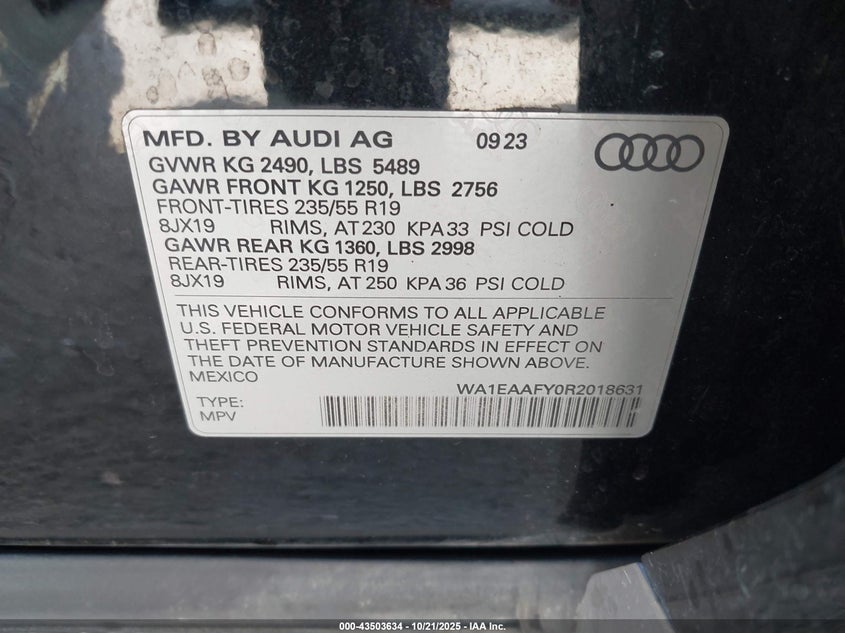 MFD. BY AUDI AG 09 23
GVWR KG 2490, LBS 5489
GAWR FRONT KG 1250, LBS 2756
FRONT-TIRES 235/55 R19
8JX19 RIMS, AT 230 KPA 33 PSI COLD
GAWR REAR KG 1360, LBS 2998
REAR-TIRES 235/55 R19
8JX19 RIMS, AT 250 KPA 36 PSI COLD
THIS VEHICLE CONFORMS TO ALL APPLICABLE
U.S. FEDERAL MOTOR VEHICLE SAFETY AND
THEFT PREVENTION STANDARDS IN EFFECT ON
THE DATE OF MANUFACTURE SHOWN ABOVE.
MEXICO
WA1EAAFY0R2018631
TYPE:
MPV
000-43503634 - 10/21/2025 - IAA Inc.